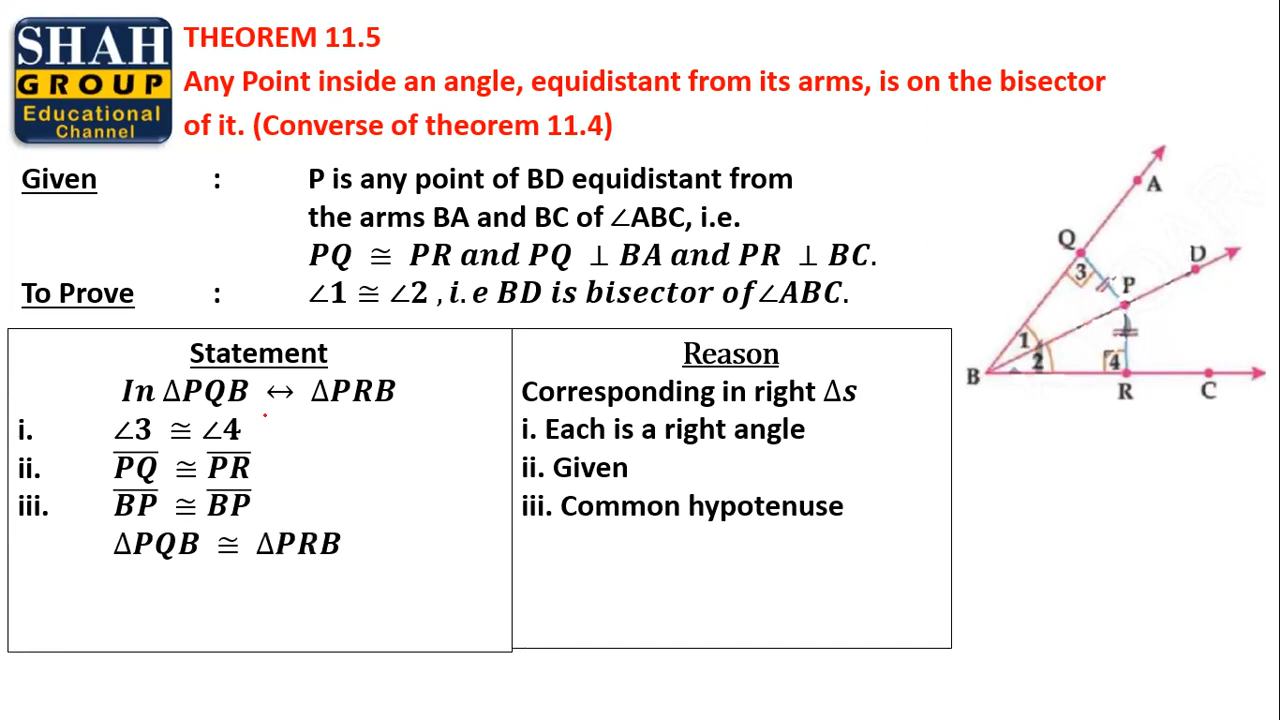 SHAH
GROUP
Educational
Channel
THEOREM 11.5
Any Point inside an angle, equidistant from its arms, is on the bisector
of it. (Converse of theorem 11.4)
Given : P is any point of BD equidistant from
the arms BA and BC of ∠ABC, i.e.
PQ ≅ PR and PQ ⊥ BA and PR ⊥ BC.
To Prove : ∠1 ≅ ∠2 , i.e BD is bisector of∠ABC.
Statement
In ΔPQB ↔ ΔPRB
i. ∠3 ≅ ∠4
ii. P̅Q̅ ≅ P̅R̅
iii. B̅P̅ ≅ B̅P̅
ΔPQB ≅ ΔPRB
Reason
Corresponding in right Δs
i. Each is a right angle
ii. Given
iii. Common hypotenuse
A
Q
D
3
P
1
2
4
B
R
C